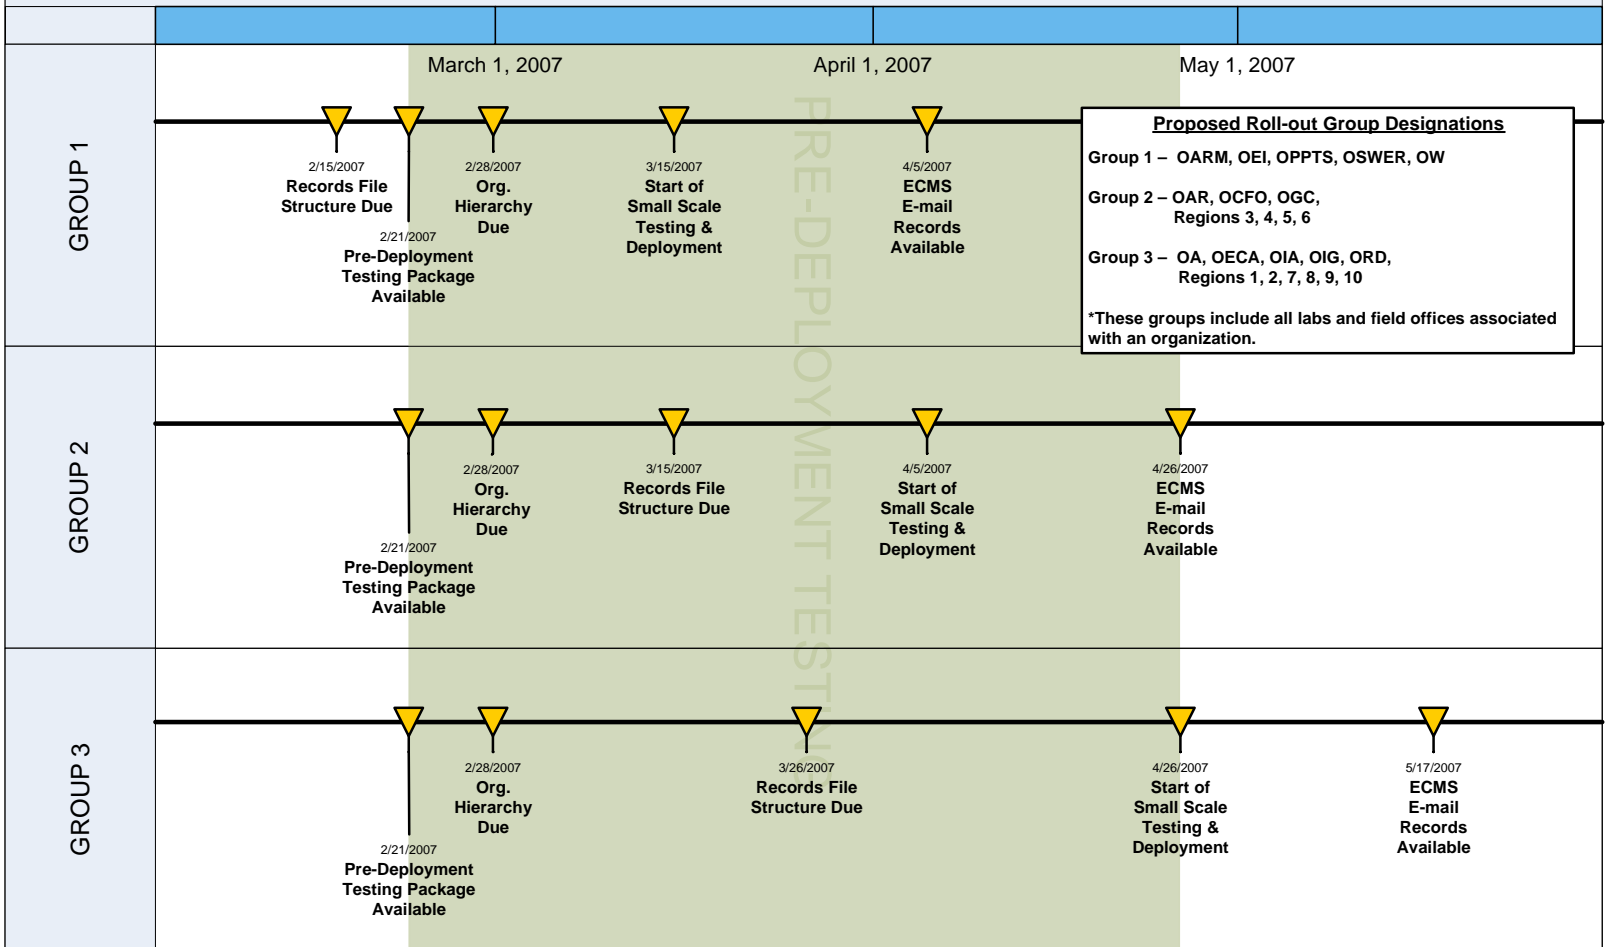 March 1, 2007
April 1, 2007
May 1, 2007
PRE-DEPLOYMENT TESTING
GROUP 1
2/15/2007
Records File
Structure Due
2/21/2007
Pre-Deployment
Testing Package
Available
2/28/2007
Org.
Hierarchy
Due
3/15/2007
Start of
Small Scale
Testing &
Deployment
4/5/2007
ECMS
E-mail
Records
Available
Proposed Roll-out Group Designations
Group 1 – OARM, OEI, OPPTS, OSWER, OW
Group 2 – OAR, OCFO, OGC,
Regions 3, 4, 5, 6
Group 3 – OA, OECA, OIA, OIG, ORD,
Regions 1, 2, 7, 8, 9, 10
*These groups include all labs and field offices associated
with an organization.
GROUP 2
2/21/2007
Pre-Deployment
Testing Package
Available
2/28/2007
Org.
Hierarchy
Due
3/15/2007
Records File
Structure Due
4/5/2007
Start of
Small Scale
Testing &
Deployment
4/26/2007
ECMS
E-mail
Records
Available
GROUP 3
2/21/2007
Pre-Deployment
Testing Package
Available
2/28/2007
Org.
Hierarchy
Due
3/26/2007
Records File
Structure Due
4/26/2007
Start of
Small Scale
Testing &
Deployment
5/17/2007
ECMS
E-mail
Records
Available